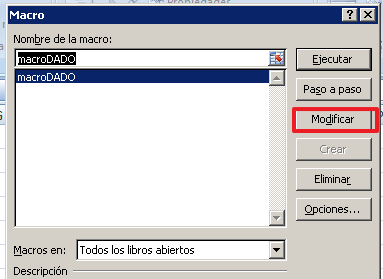 Macro
Nombre de la macro:
macroDADO
macroDADO
Ejecutar
Paso a paso
Modificar
Crear
Eliminar
Opciones...
Macros en: Todos los libros abiertos
Descripción